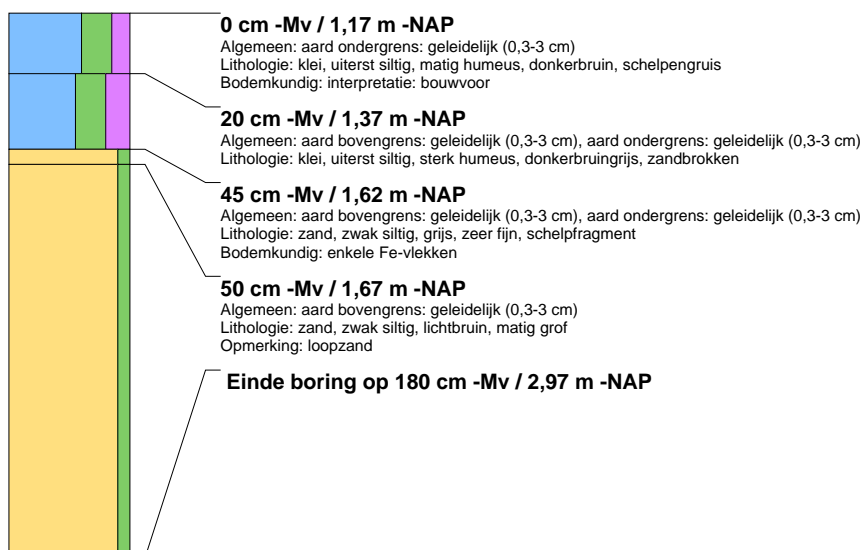 0 cm -Mv / 1,17 m -NAP
Algemeen: aard ondergrens: geleidelijk (0,3-3 cm)
Lithologie: klei, uiterst siltig, matig humeus, donkerbruin, schelpengruis
Bodemkundig: interpretatie: bouwvoor
20 cm -Mv / 1,37 m -NAP
Algemeen: aard bovengrens: geleidelijk (0,3-3 cm), aard ondergrens: geleidelijk (0,3-3 cm)
Lithologie: klei, uiterst siltig, sterk humeus, donkerbruingrijs, zandbrokken
45 cm -Mv / 1,62 m -NAP
Algemeen: aard bovengrens: geleidelijk (0,3-3 cm), aard ondergrens: geleidelijk (0,3-3 cm)
Lithologie: zand, zwak siltig, grijs, zeer fijn, schelpfragment
Bodemkundig: enkele Fe-vlekken
50 cm -Mv / 1,67 m -NAP
Algemeen: aard bovengrens: geleidelijk (0,3-3 cm)
Lithologie: zand, zwak siltig, lichtbruin, matig grof
Opmerking: loopzand
Einde boring op 180 cm -Mv / 2,97 m -NAP